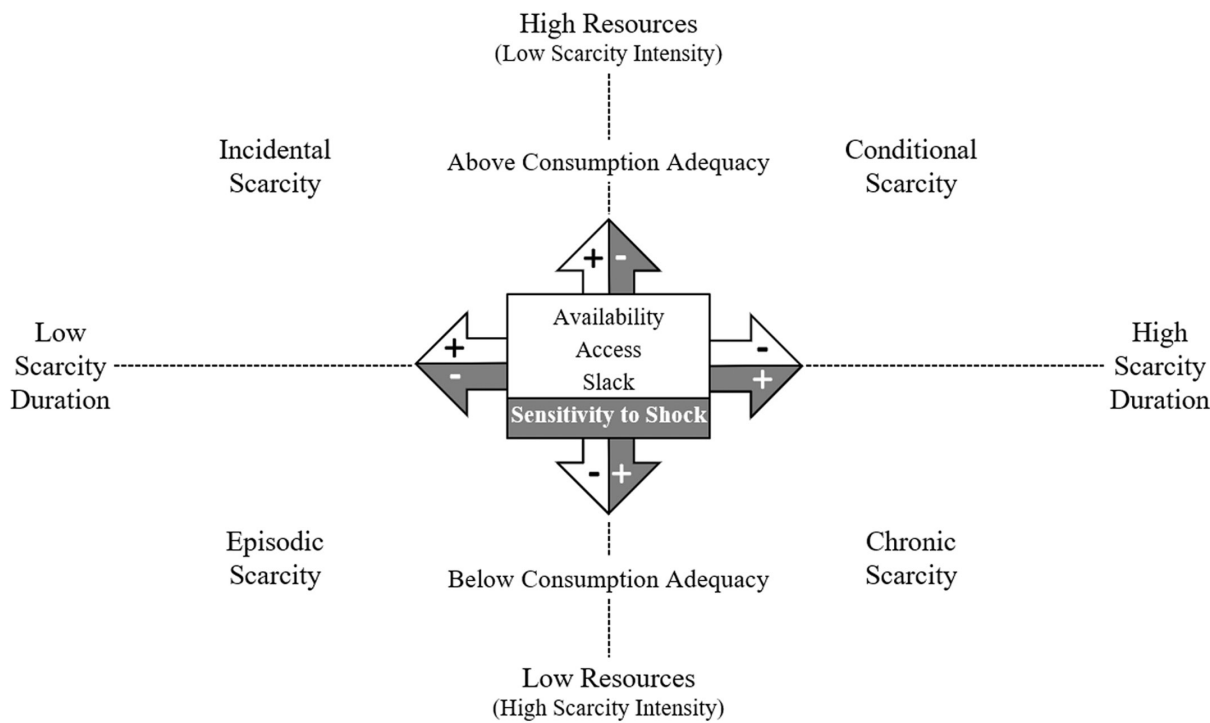 High Resources
(Low Scarcity Intensity)
Incidental
Scarcity
Above Consumption Adequacy
Conditional
Scarcity
+ -
Availability
Access
Slack
Sensitivity to Shock
+
-
-
+
Low
Scarcity
Duration
High
Scarcity
Duration
- +
Episodic
Scarcity
Below Consumption Adequacy
Chronic
Scarcity
Low Resources
(High Scarcity Intensity)